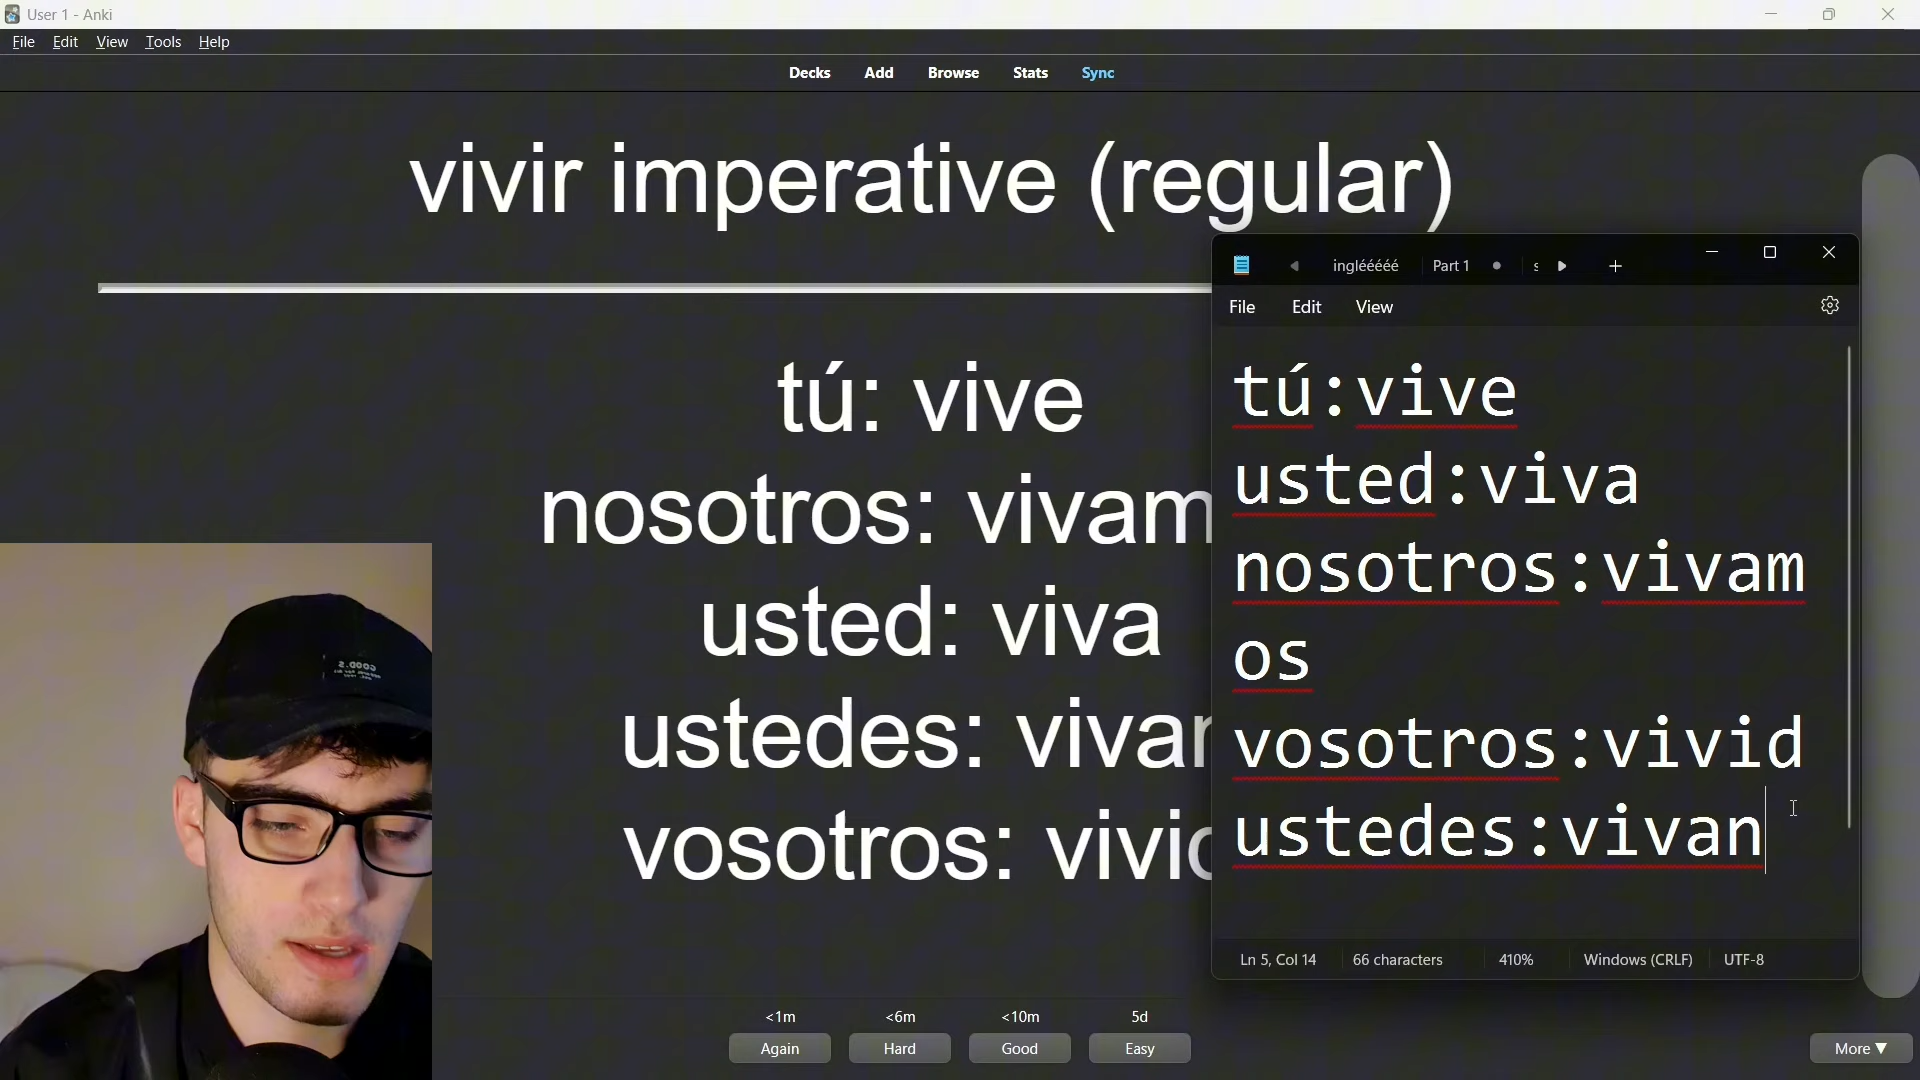 User 1 - Anki
File Edit View Tools Help
Decks Add Browse Stats Sync
vivir imperative (regular)
tú: vive
nosotros: vivam
usted: viva
ustedes: vivan
vosotros: vivid
ingléééééé Part 1
File Edit View
tú:vive
usted:viva
nosotros:vivam
os
vosotros:vivid
ustedes:vivan
Ln 5, Col 14 66 characters 410% Windows (CRLF) UTF-8
<1m <6m <10m 5d
Again Hard Good Easy More